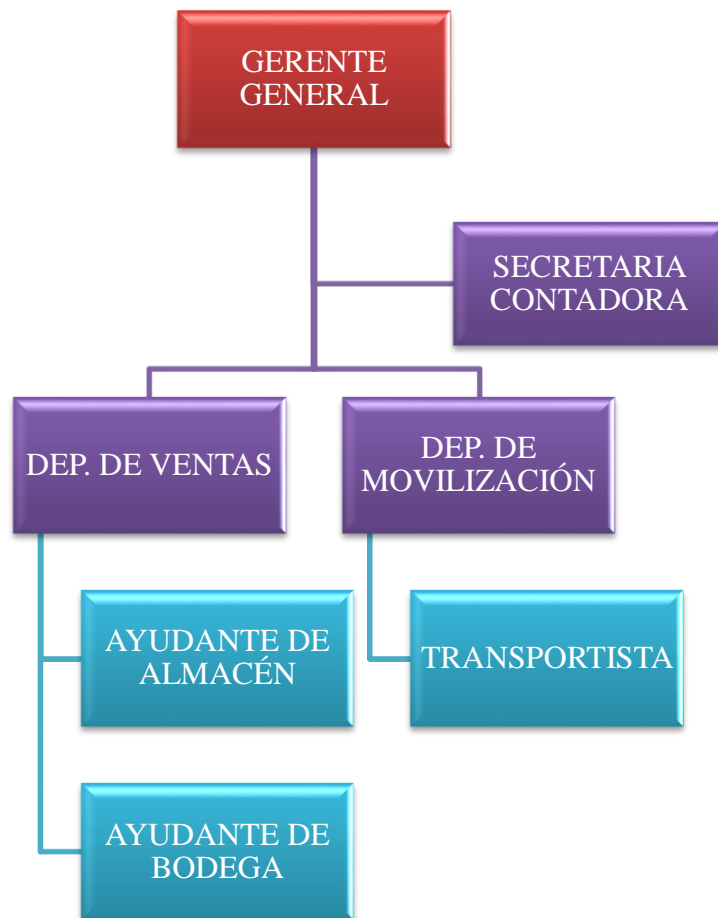 GERENTE
GENERAL
SECRETARIA
CONTADORA
DEP. DE VENTAS
DEP. DE
MOVILIZACIÓN
AYUDANTE DE
ALMACÉN
TRANSPORTISTA
AYUDANTE DE
BODEGA